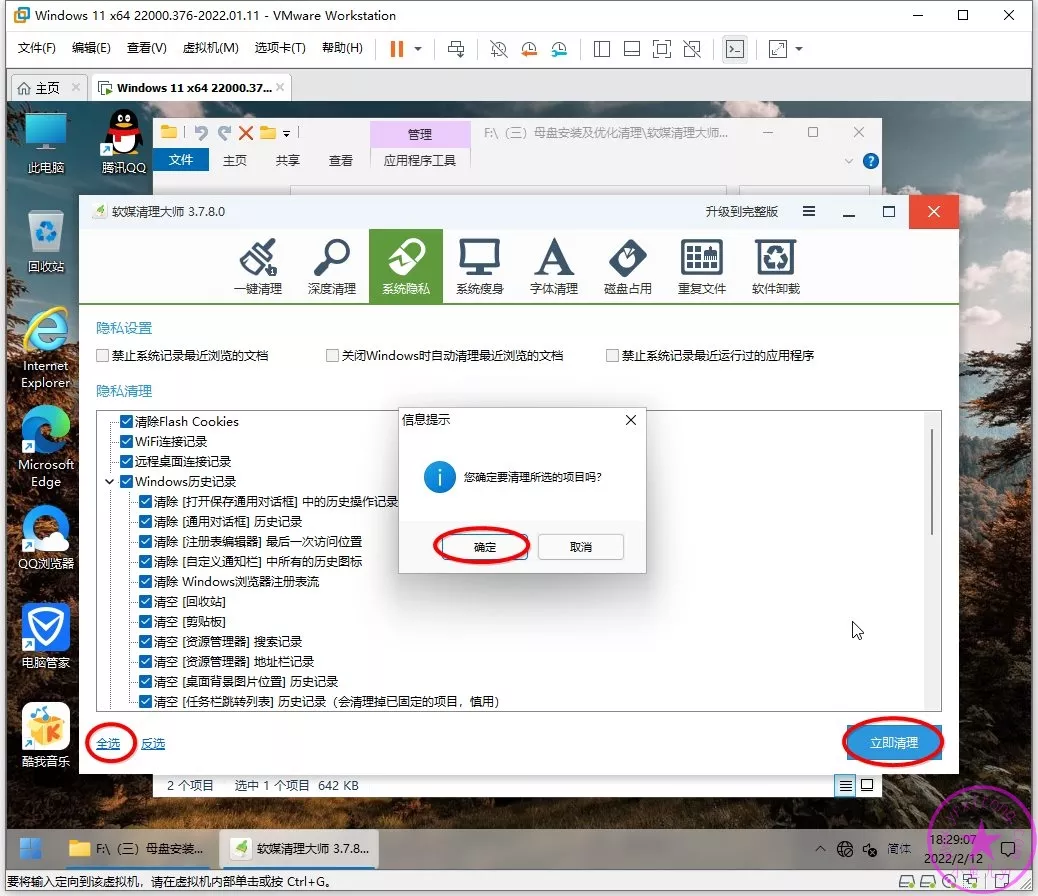 Windows 11 x64 22000.376-2022.01.11 - VMware Workstation
文件(F) 编辑(E) 查看(V) 虚拟机(M) 选项卡(T) 帮助(H)
主页 Windows 11 x64 22000.37...
此电脑
腾讯QQ
回收站
Internet
Explorer
Microsoft
Edge
QQ浏览器
电脑管家
酷我音乐
管理 F:\（三）母盘安装及优化清理\软媒清理大师...
文件 主页 共享 查看 应用程序工具
软媒清理大师 3.7.8.0 升级到完整版
一键清理 深度清理 系统隐私 系统瘦身 字体清理 磁盘占用 重复文件 软件卸载
隐私设置
禁止系统记录最近浏览的文档 关闭Windows时自动清理最近浏览的文档 禁止系统记录最近运行过的应用程序
隐私清理
清除Flash Cookies
WiFi连接记录
远程桌面连接记录
Windows历史记录
清除 [打开保存通用对话框] 中的历史操作记录
清除 [通用对话框] 历史记录
清除 [注册表编辑器] 最后一次访问位置
清除 [自定义通知栏] 中所有的历史图标
清除 Windows浏览器注册表流
清空 [回收站]
清空 [剪贴板]
清空 [资源管理器] 搜索记录
清空 [资源管理器] 地址栏记录
清空 [桌面背景图片位置] 历史记录
清空 [任务栏跳转列表] 历史记录（会清理掉已固定的项目，慎用）
信息提示
您确定要清理所选的项目吗?
确定 取消
全选 反选 立即清理
2 个项目 选中 1 个项目 642 KB
F:\（三）母盘安装... 软媒清理大师 3.7.8... 简体 18:29:07
2022/2/12
要将输入定向到该虚拟机，请在虚拟机内部单击或按 Ctrl+G。